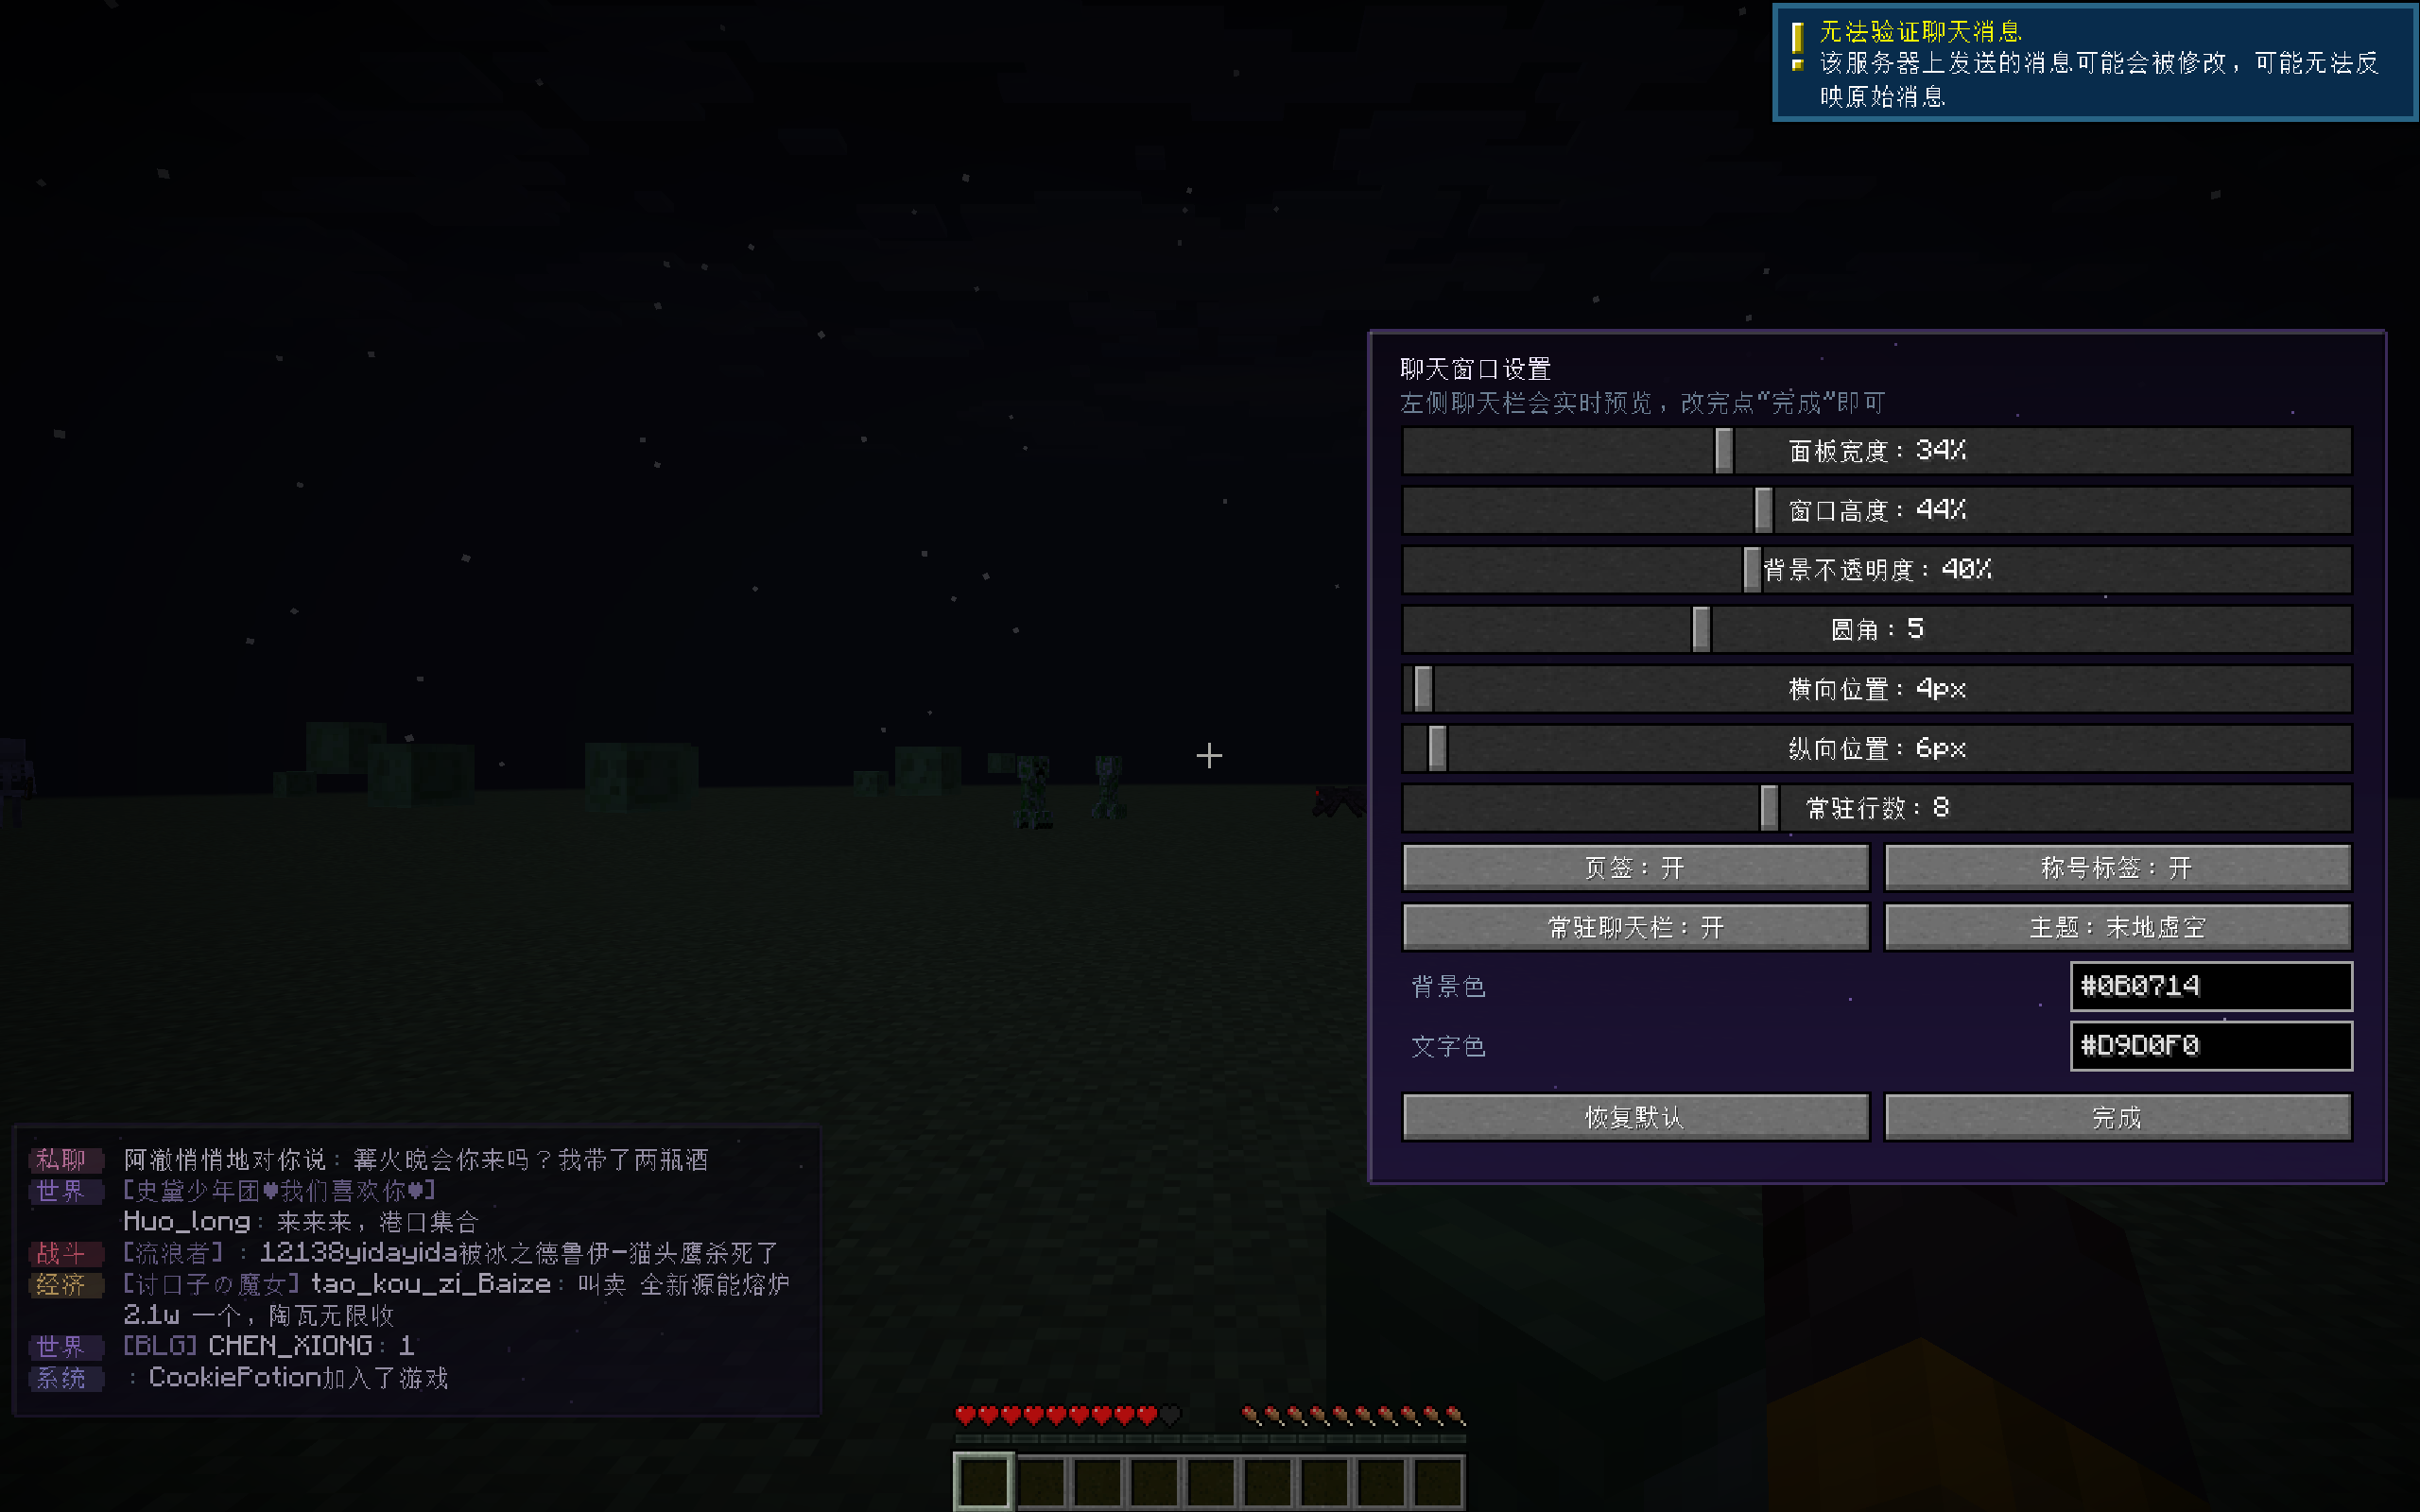 无法验证聊天消息
该服务器上发送的消息可能会被修改，可能无法反
映原始消息
聊天窗口设置
左侧聊天栏会实时预览，改完点"完成"即可
面板宽度：34%
窗口高度：44%
背景不透明度：40%
圆角：5
横向位置：4px
纵向位置：6px
常驻行数：8
页签：开
称号标签：开
常驻聊天栏：开
主题：末地虚空
背景色
#0B0714
文字色
#D9D0F0
恢复默认
完成
私聊 阿澈悄悄地对你说：篝火晚会你来吗？我带了两瓶酒
世界 [史黛少年团♥我们喜欢你♥]
Huo_long：来来来，港口集合
战斗 [流浪者]：12138yidayida被冰之德鲁伊-猫头鹰杀死了
经济 [讨口子の魔女] tao_kou_zi_Baize：叫卖 全新源能熔炉
2.1w 一个，陶瓦无限收
世界 [BLG] CHEN_XIONG：1
系统 ：CookiePotion加入了游戏